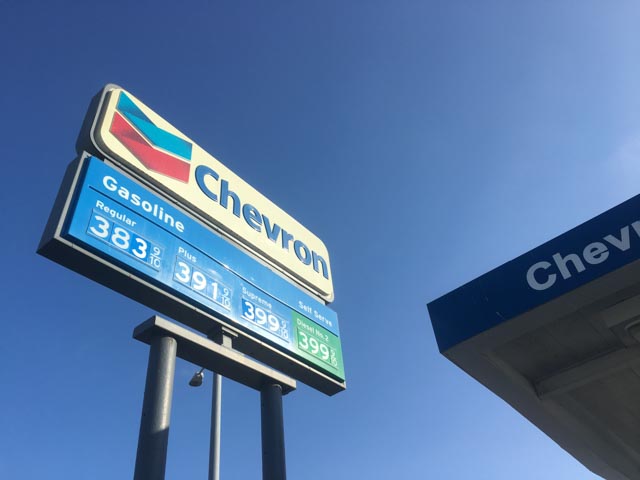 Chevron
Gasoline
Self Serve
Regular
383 9/10
Plus
391 9/10
Supreme
399 9/10
Diesel No. 2
399 9/10
Chev